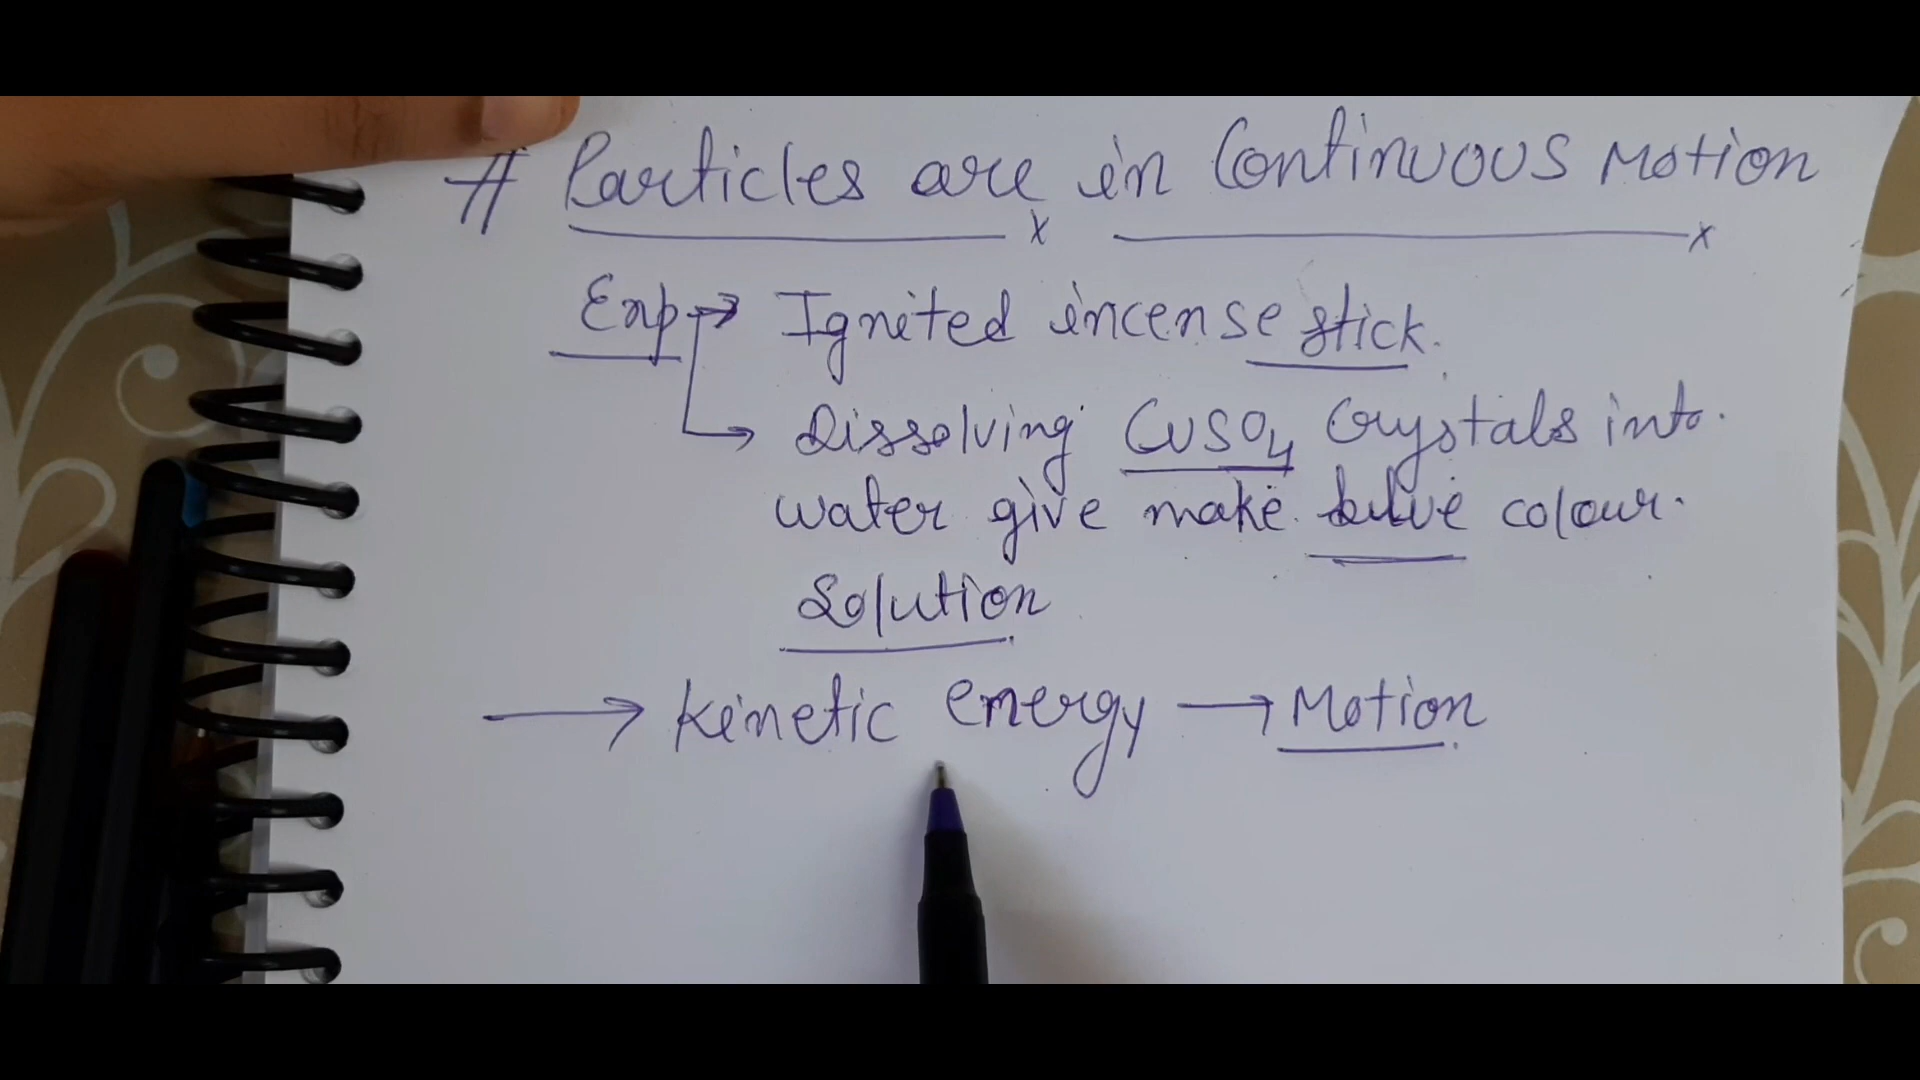 # Particles are in Continuous Motion
Exp → Ignited incense stick.
→ Dissolving CuSO4 Crystals into
water give make blue colour.
Solution
→ Kinetic energy → Motion